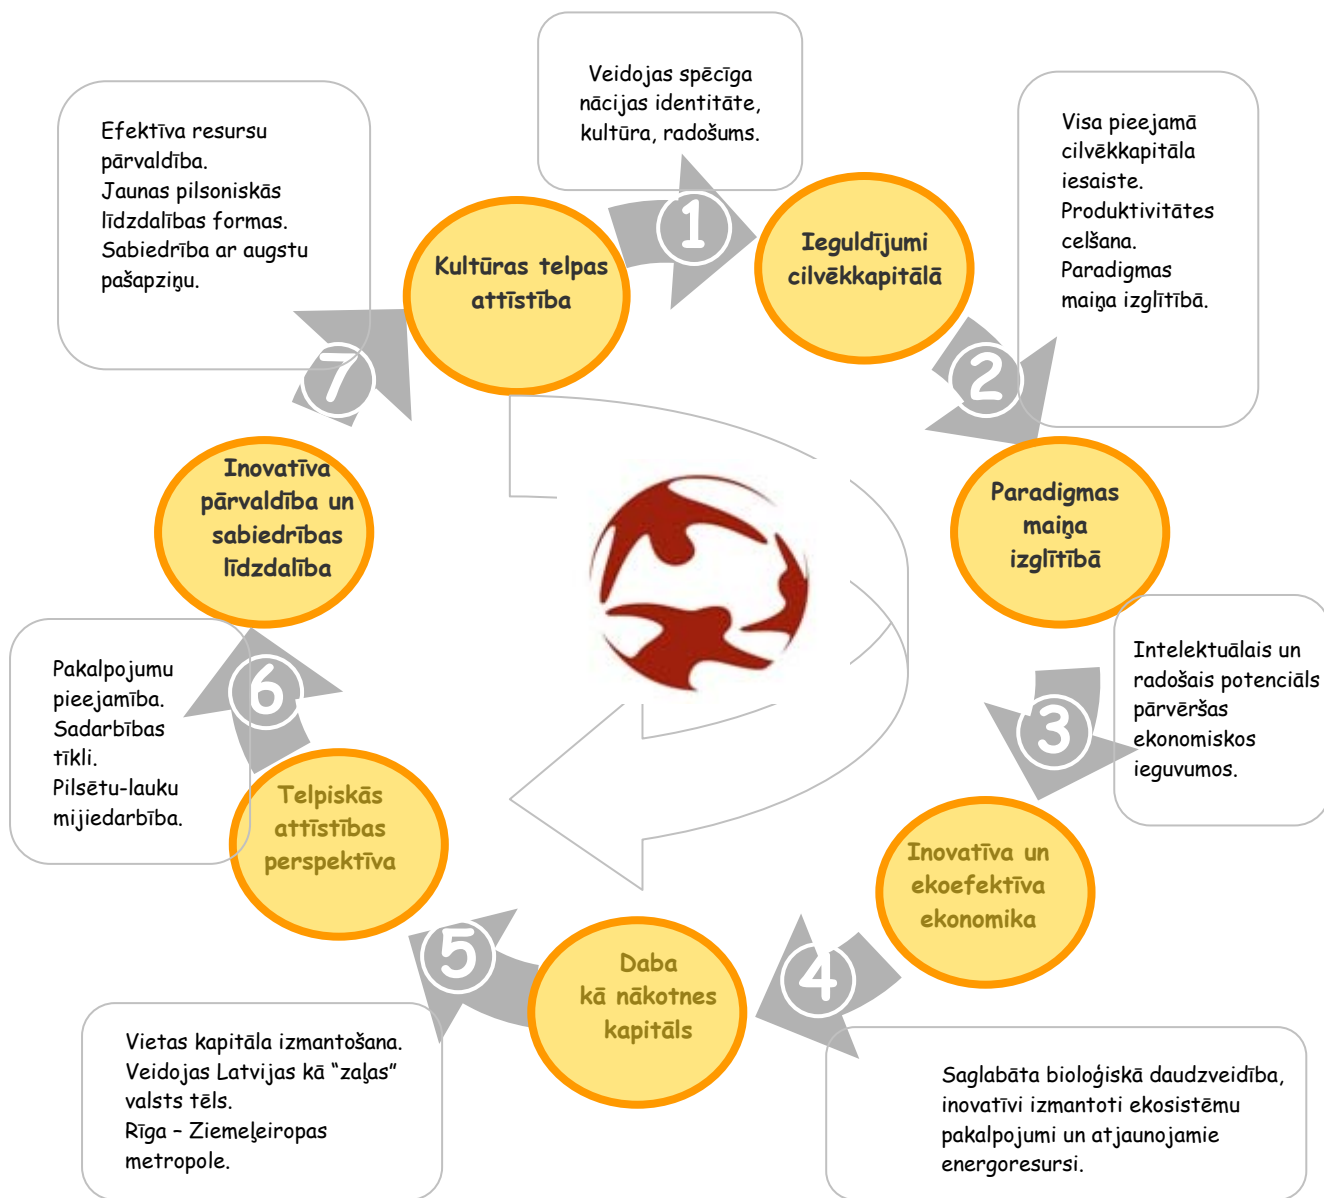 Veidojas spēcīga
nācijas identitāte,
kultūra, radošums.
1
Ieguldījumi
cilvēkkapitālā
Visa pieejamā
cilvēkkapitāla
iesaiste.
Produktivitātes
celšana.
Paradigmas
maiņa izglītībā.
2
Paradigmas
maiņa
izglītībā
Intelektuālais un
radošais potenciāls
pārvēršas
ekonomiskos
ieguvumos.
3
Inovatīva un
ekoefektīva
ekonomika
Saglabāta bioloģiskā daudzveidība,
inovatīvi izmantoti ekosistēmu
pakalpojumi un atjaunojamie
energoresursi.
4
Daba
kā nākotnes
kapitāls
Vietas kapitāla izmantošana.
Veidojas Latvijas kā “zaļas”
valsts tēls.
Rīga – Ziemeļeiropas
metropole.
5
Telpiskās
attīstības
perspektīva
Pakalpojumu
pieejamība.
Sadarbības
tīkli.
Pilsētu-lauku
mijiedarbība.
6
Inovatīva
pārvaldība un
sabiedrības
līdzdalība
Efektīva resursu
pārvaldība.
Jaunas pilsoniskās
līdzdalības formas.
Sabiedrība ar augstu
pašapziņu.
7
Kultūras telpas
attīstība